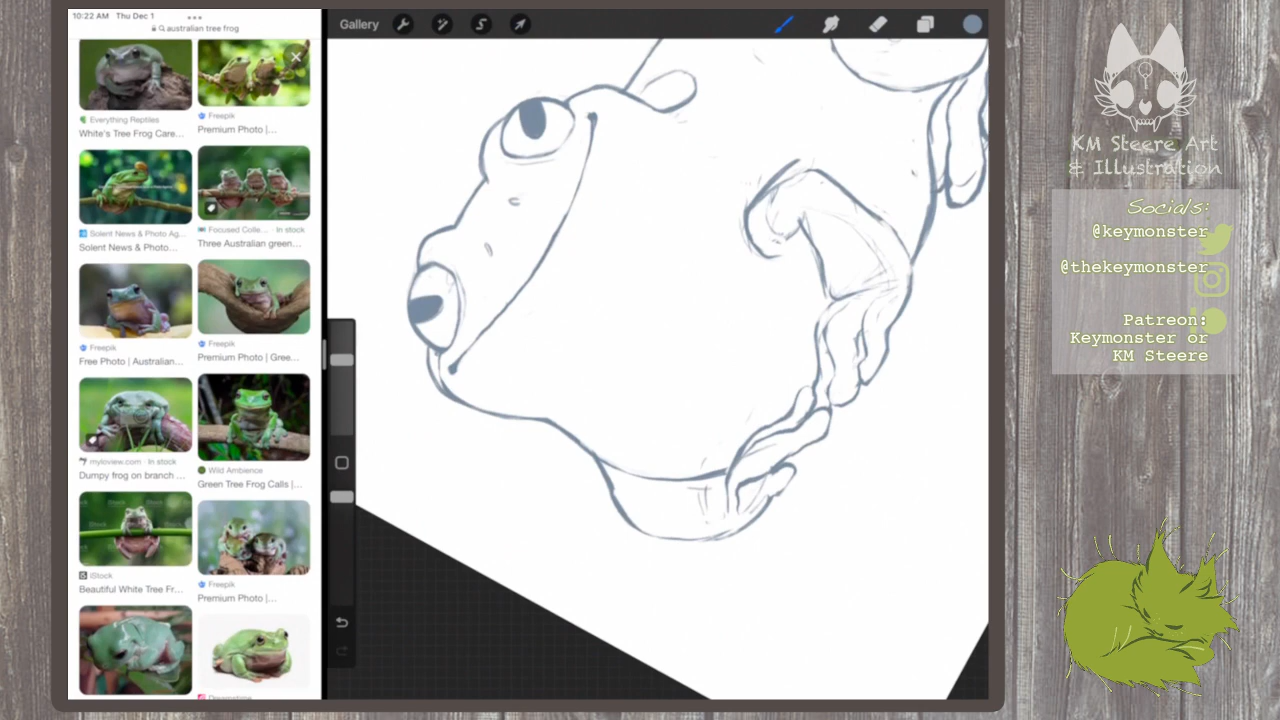 10:22 AM Thu Dec 1
australian tree frog
Everything Reptiles
White's Tree Frog Care...
Freepik
Premium Photo |...
Solent News & Photo Ag...
Solent News & Photo...
Focused Colle... · In stock
Three Australian green...
Freepik
Free Photo | Australian...
Freepik
Premium Photo | Gree...
myloview.com · In stock
Dumpy frog on branch ...
Wild Ambience
Green Tree Frog Calls |...
iStock
Beautiful White Tree Fr...
Freepik
Premium Photo |...
Dreamstime
Gallery
KM Steere Art
& Illustration
Socials:
@keymonster
@thekeymonster
Patreon:
Keymonster or
KM Steere